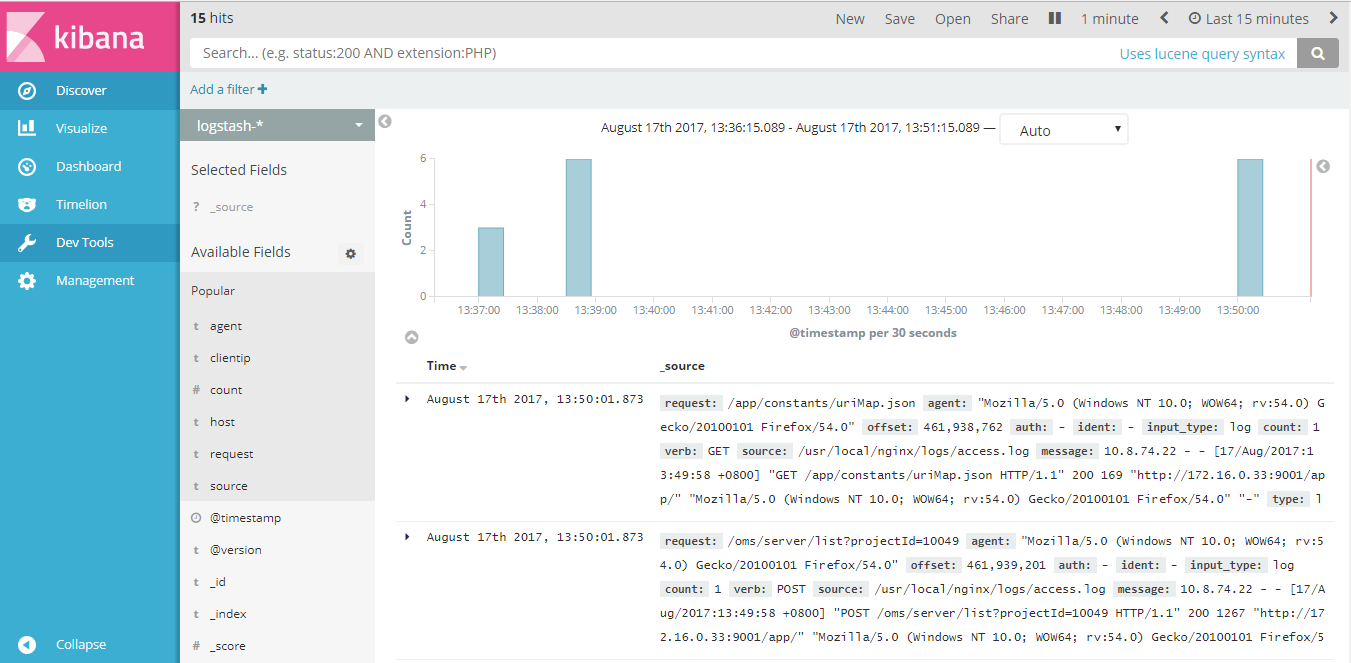 kibana
Discover
Visualize
Dashboard
Timelion
Dev Tools
Management
Collapse
15 hits
New Save Open Share 1 minute Last 15 minutes
Search... (e.g. status:200 AND extension:PHP) Uses lucene query syntax
Add a filter +
logstash-*
Selected Fields
? _source
Available Fields
Popular
t agent
t clientip
# count
t host
t request
t source
@timestamp
t @version
t _id
t _index
# _score
August 17th 2017, 13:36:15.089 - August 17th 2017, 13:51:15.089 — Auto
Count
6
4
2
0
13:37:00 13:38:00 13:39:00 13:40:00 13:41:00 13:42:00 13:43:00 13:44:00 13:45:00 13:46:00 13:47:00 13:48:00 13:49:00 13:50:00
@timestamp per 30 seconds
Time _source
August 17th 2017, 13:50:01.873 request: /app/constants/uriMap.json agent: "Mozilla/5.0 (Windows NT 10.0; WOW64; rv:54.0) G
ecko/20100101 Firefox/54.0" offset: 461,938,762 auth: - ident: - input_type: log count: 1
verb: GET source: /usr/local/nginx/logs/access.log message: 10.8.74.22 - - [17/Aug/2017:1
3:49:58 +0800] "GET /app/constants/uriMap.json HTTP/1.1" 200 169 "http://172.16.0.33:9001/ap
p/" "Mozilla/5.0 (Windows NT 10.0; WOW64; rv:54.0) Gecko/20100101 Firefox/54.0" "-" type: l
August 17th 2017, 13:50:01.873 request: /oms/server/list?projectId=10049 agent: "Mozilla/5.0 (Windows NT 10.0; WOW64; rv:5
4.0) Gecko/20100101 Firefox/54.0" offset: 461,939,201 auth: - ident: - input_type: log
count: 1 verb: POST source: /usr/local/nginx/logs/access.log message: 10.8.74.22 - - [17/A
ug/2017:13:49:58 +0800] "POST /oms/server/list?projectId=10049 HTTP/1.1" 200 1267 "http://17
2.16.0.33:9001/app/" "Mozilla/5.0 (Windows NT 10.0; WOW64; rv:54.0) Gecko/20100101 Firefox/5